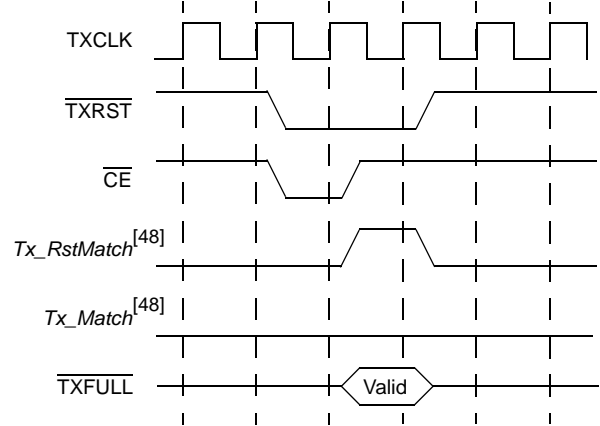 TXCLK
TXRST
CE
Tx_RstMatch[48]
Tx_Match[48]
TXFULL
Valid